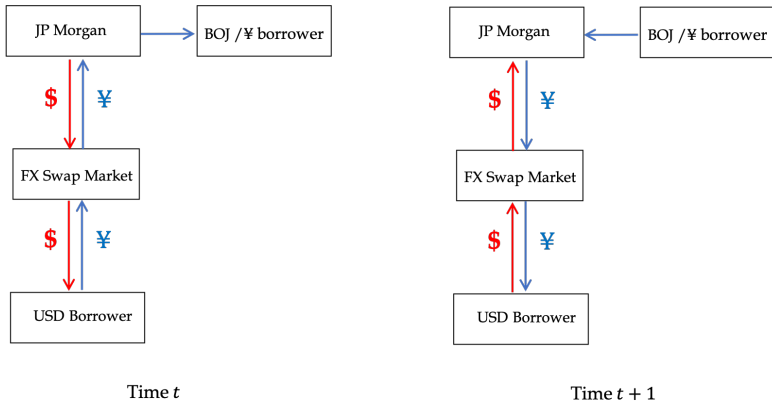 JP Morgan
BOJ /¥ borrower
$ ¥
FX Swap Market
$ ¥
USD Borrower
Time t
JP Morgan
BOJ /¥ borrower
$ ¥
FX Swap Market
$ ¥
USD Borrower
Time t + 1